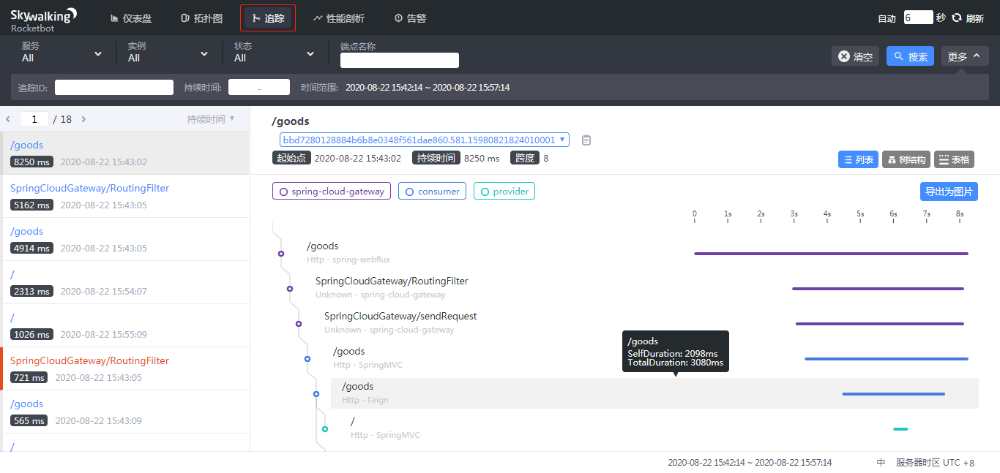 Skywalking
Rocketbot
仪表盘
拓扑图
追踪
性能剖析
告警
自动 6 秒 刷新
服务
All
实例
All
状态
All
端点名称
清空
搜索
更多
追踪ID:
持续时间: -
时间范围: 2020-08-22 15:42:14 ~ 2020-08-22 15:57:14
1 / 18
持续时间
/goods
8250 ms 2020-08-22 15:43:02
SpringCloudGateway/RoutingFilter
5162 ms 2020-08-22 15:43:05
/goods
4914 ms 2020-08-22 15:43:05
/
2313 ms 2020-08-22 15:54:07
/
1026 ms 2020-08-22 15:55:09
SpringCloudGateway/RoutingFilter
721 ms 2020-08-22 15:43:05
/goods
565 ms 2020-08-22 15:43:09
/
/goods
bbd7280128884b6b8e0348f561dae860.581.15980821824010001
起始点 2020-08-22 15:43:02 持续时间 8250 ms 跨度 8
列表
树结构
表格
spring-cloud-gateway
consumer
provider
导出为图片
0 1s 2s 3s 4s 5s 6s 7s 8s
/goods
Http - spring-webflux
SpringCloudGateway/RoutingFilter
Unknown - spring-cloud-gateway
SpringCloudGateway/sendRequest
Unknown - spring-cloud-gateway
/goods
Http - SpringMVC
/goods
SelfDuration: 2098ms
TotalDuration: 3080ms
/goods
Http - Feign
/
Http - SpringMVC
2020-08-22 15:42:14 ~ 2020-08-22 15:57:14
中
服务器时区 UTC +8